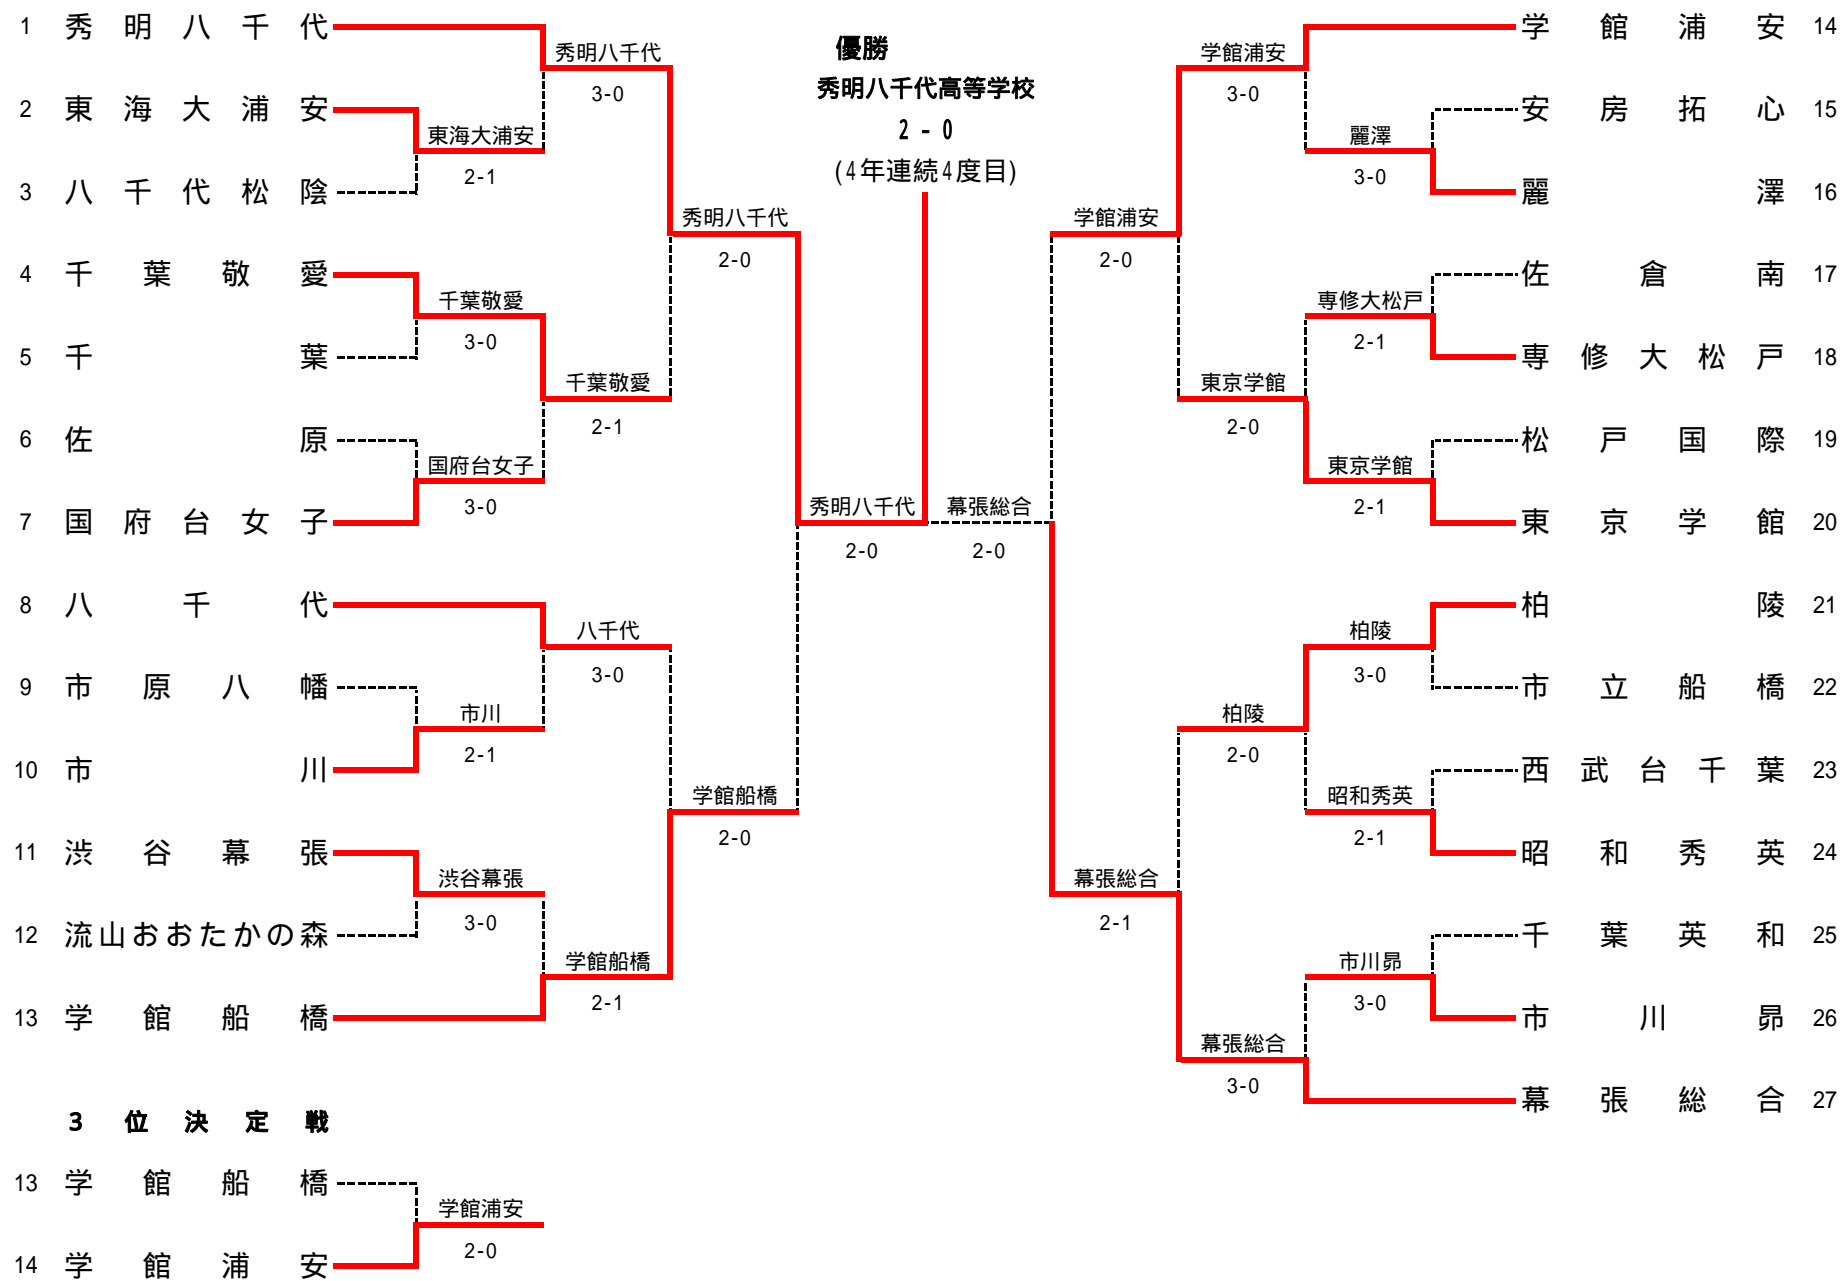 1 秀明八千代
2 東海大浦安
3 八千代松陰
4 千葉敬愛
5 千葉
6 佐原
7 国府台女子
8 八千代
9 市原八幡
10 市川
11 渋谷幕張
12 流山おおたかの森
13 学館船橋
東海大浦安
2-1
千葉敬愛
3-0
国府台女子
3-0
市川
2-1
渋谷幕張
3-0
秀明八千代
3-0
千葉敬愛
2-1
八千代
3-0
学館船橋
2-1
秀明八千代
2-0
学館船橋
2-0
秀明八千代
2-0
優勝
秀明八千代高等学校
2 - 0
(4年連続4度目)
幕張総合
2-0
学館浦安
2-0
幕張総合
2-1
学館浦安
3-0
東京学館
2-0
柏陵
2-0
幕張総合
3-0
麗澤
3-0
専修大松戸
2-1
東京学館
2-1
柏陵
3-0
昭和秀英
2-1
市川昴
3-0
学館浦安 14
安房拓心 15
麗澤 16
佐倉南 17
専修大松戸 18
松戸国際 19
東京学館 20
柏陵 21
市立船橋 22
西武台千葉 23
昭和秀英 24
千葉英和 25
市川昴 26
幕張総合 27
3位決定戦
13 学館船橋
14 学館浦安
学館浦安
2-0